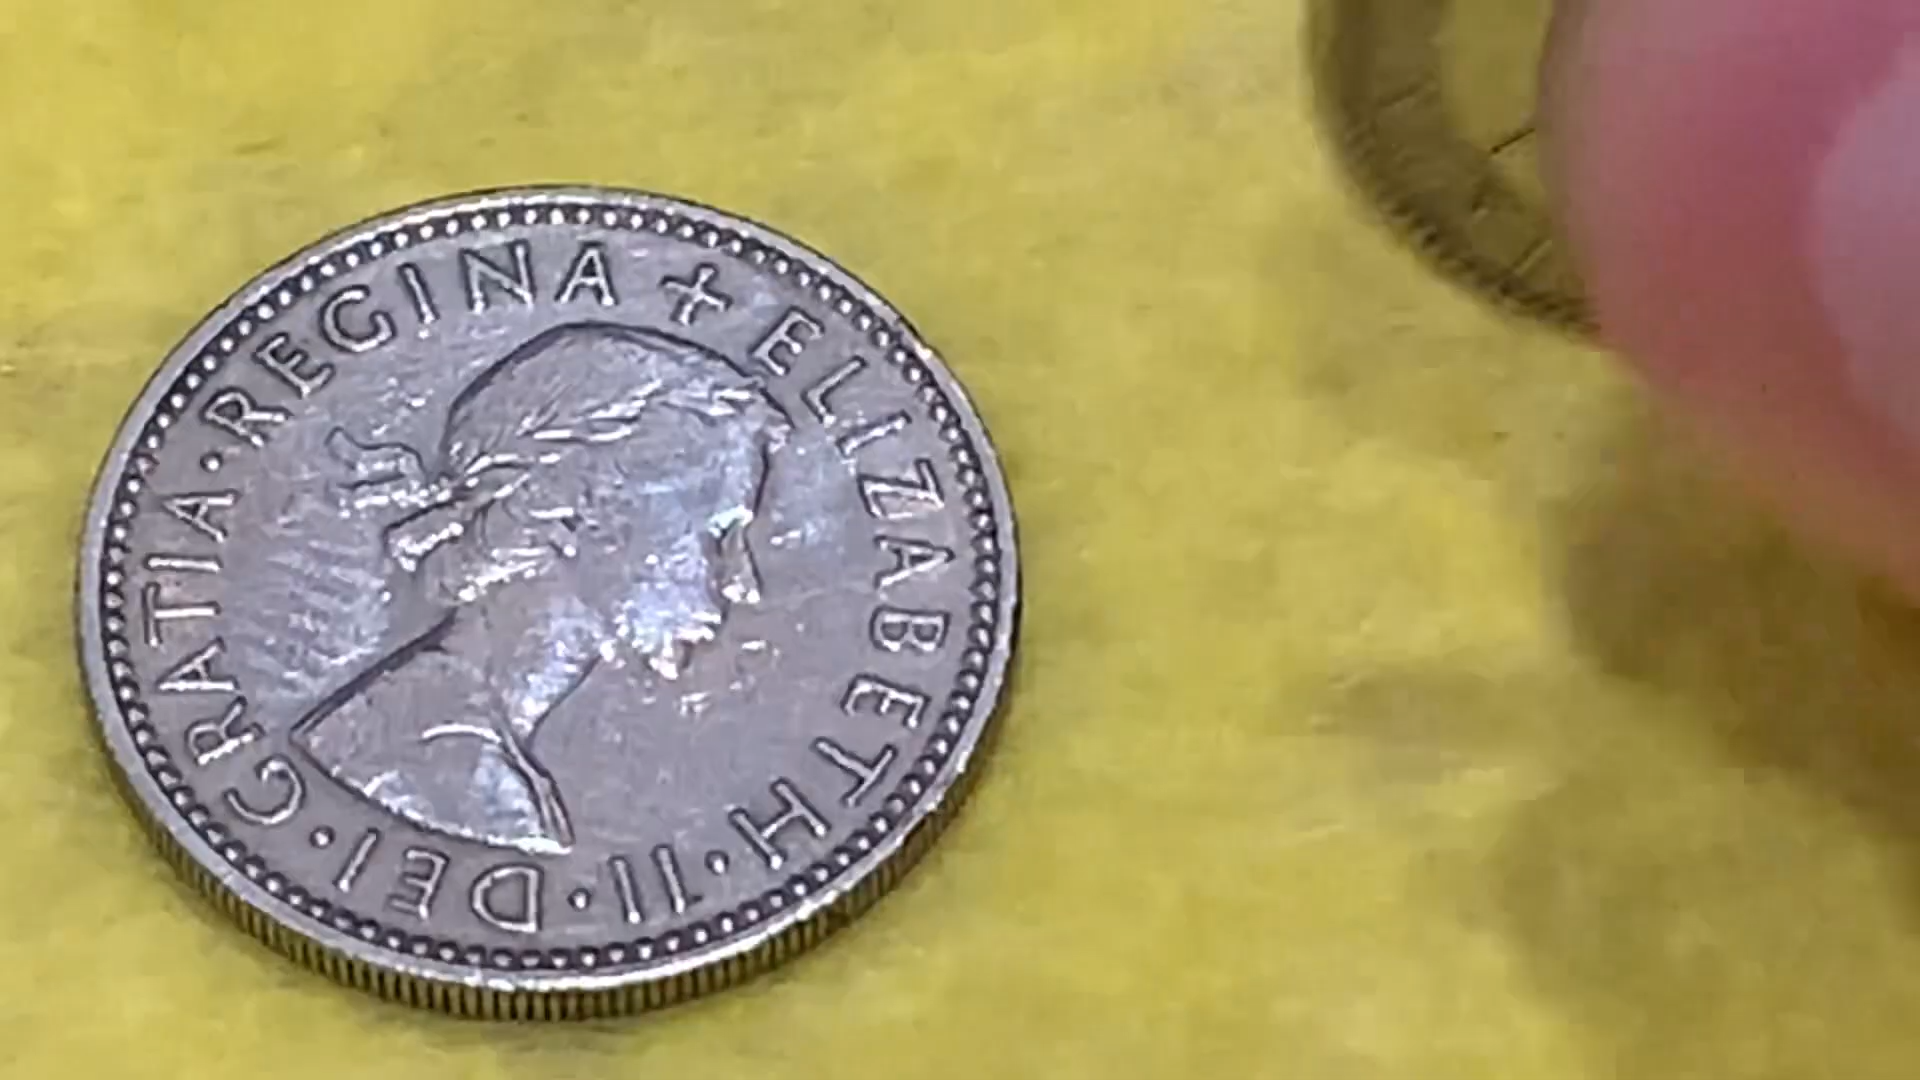 + ELIZABETH · II · DEI · GRATIA · REGINA